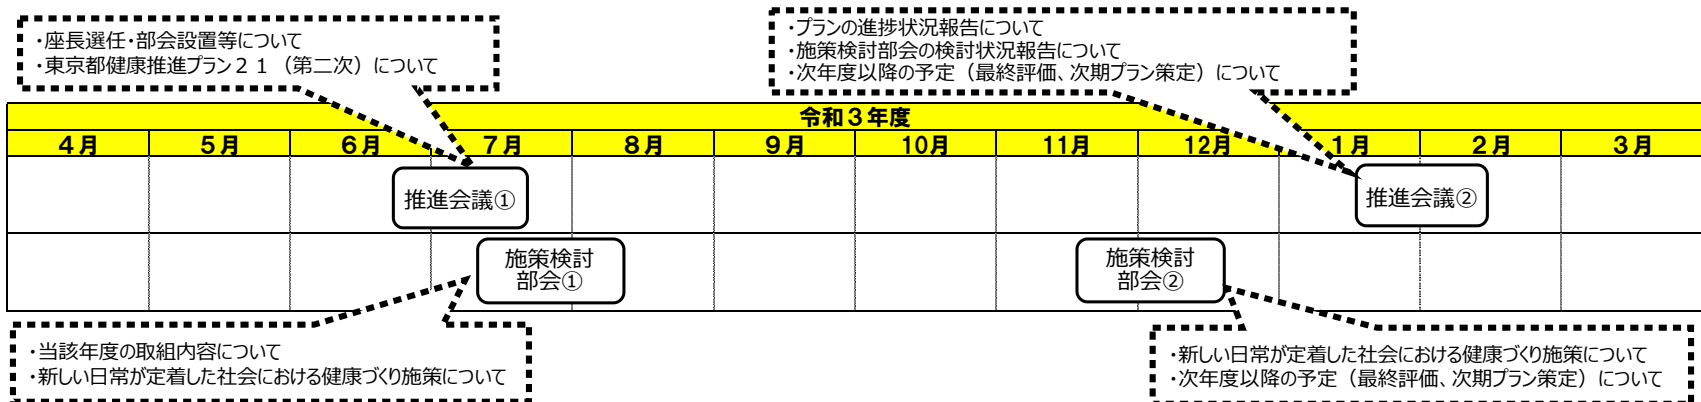 ・座長選任・部会設置等について
・東京都健康推進プラン２１（第二次）について
・プランの進捗状況報告について
・施策検討部会の検討状況報告について
・次年度以降の予定（最終評価、次期プラン策定）について
令和３年度
４月 ５月 ６月 ７月 ８月 ９月 10月 11月 12月 １月 ２月 ３月
推進会議① 推進会議②
施策検討
部会①
施策検討
部会②
・当該年度の取組内容について
・新しい日常が定着した社会における健康づくり施策について
・新しい日常が定着した社会における健康づくり施策について
・次年度以降の予定（最終評価、次期プラン策定）について